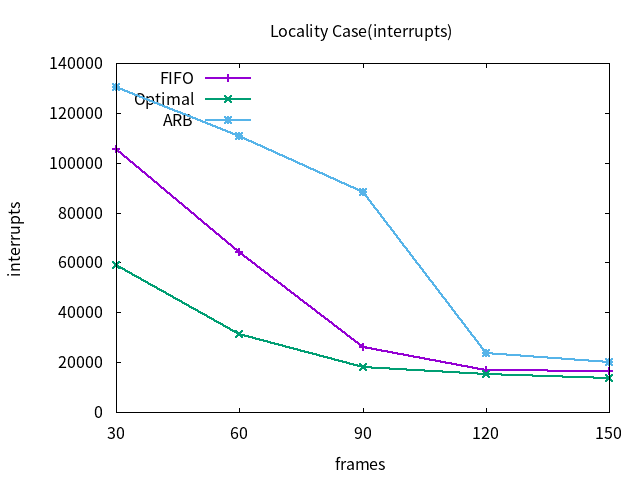 Locality Case(interrupts)
140000
120000
100000
80000
60000
40000
20000
0
interrupts
FIFO
Optimal
ARB
30 60 90 120 150
frames